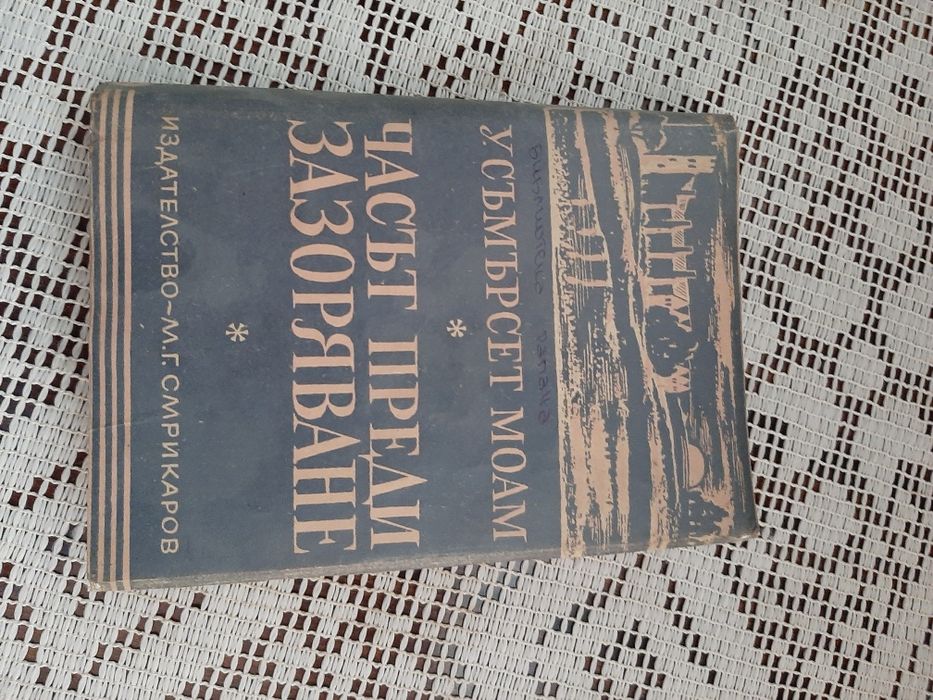 У. СЪМЪРСЕТ МОАМ
*
ЧАСЪТ ПРЕДИ
ЗАЗОРЯВАНЕ
*
ИЗДАТЕЛСТВО~М. Г. СМРИКАРОВ